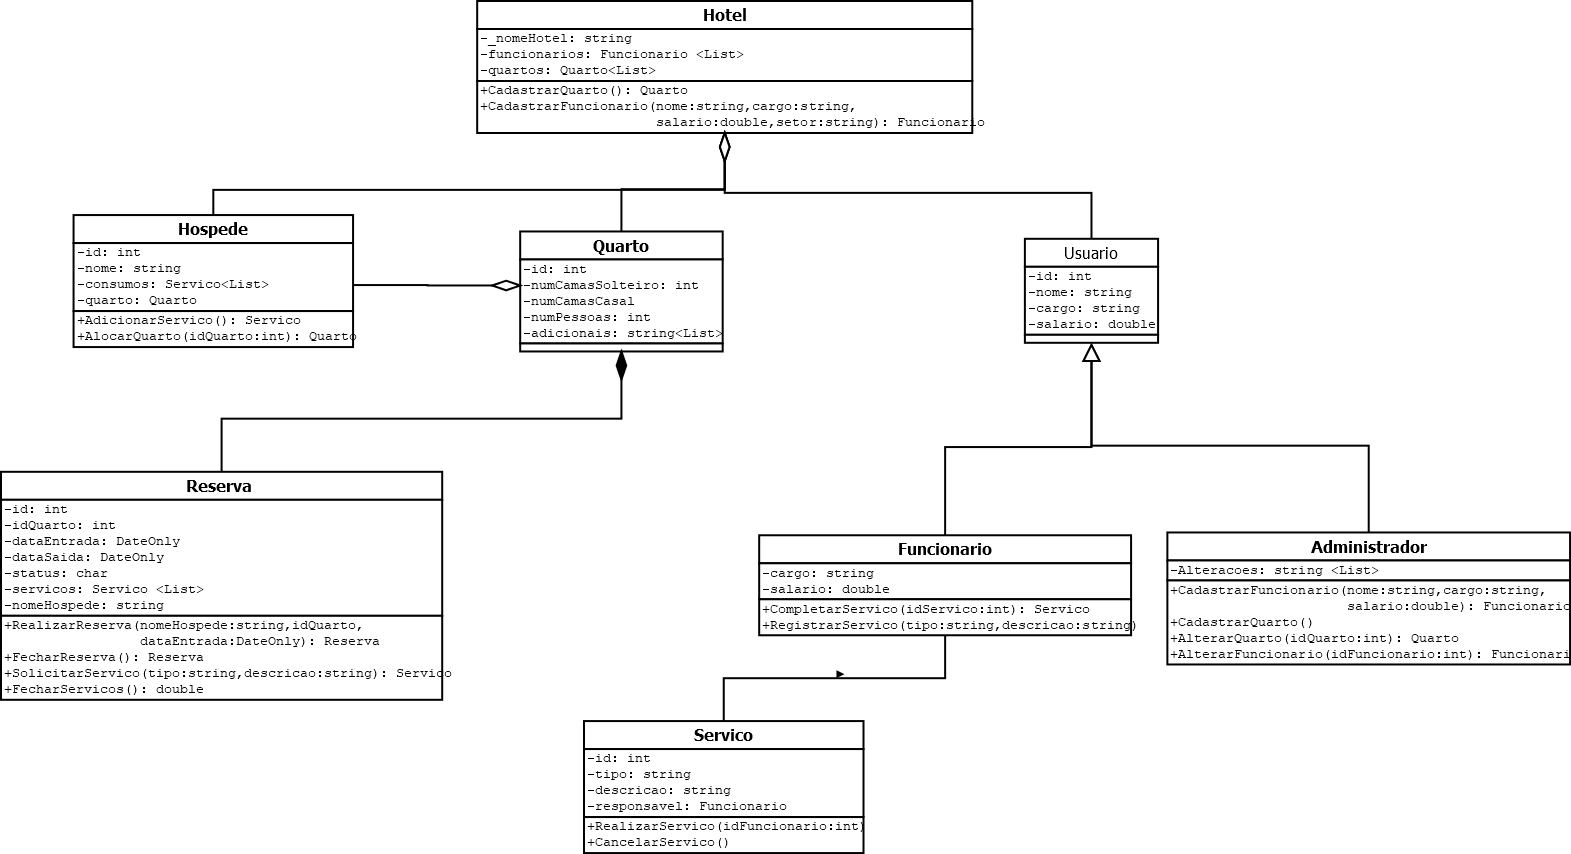 Hotel
-_nomeHotel: string
-funcionarios: Funcionario <List>
-quartos: Quarto<List>
+CadastrarQuarto(): Quarto
+CadastrarFuncionario(nome:string,cargo:string,
salario:double,setor:string): Funcionario
Hospede
-id: int
-nome: string
-consumos: Servico<List>
-quarto: Quarto
+AdicionarServico(): Servico
+AlocarQuarto(idQuarto:int): Quarto
Quarto
-id: int
-numCamasSolteiro: int
-numCamasCasal
-numPessoas: int
-adicionais: string<List>
Usuario
-id: int
-nome: string
-cargo: string
-salario: double
Reserva
-id: int
-idQuarto: int
-dataEntrada: DateOnly
-dataSaida: DateOnly
-status: char
-servicos: Servico <List>
-nomeHospede: string
+RealizarReserva(nomeHospede:string,idQuarto,
dataEntrada:DateOnly): Reserva
+FecharReserva(): Reserva
+SolicitarServico(tipo:string,descricao:string): Servico
+FecharServicos(): double
Funcionario
-cargo: string
-salario: double
+CompletarServico(idServico:int): Servico
+RegistrarServico(tipo:string,descricao:string)
Administrador
-Alteracoes: string <List>
+CadastrarFuncionario(nome:string,cargo:string,
salario:double): Funcionario
+CadastrarQuarto()
+AlterarQuarto(idQuarto:int): Quarto
+AlterarFuncionario(idFuncionario:int): Funcionari
Servico
-id: int
-tipo: string
-descricao: string
-responsavel: Funcionario
+RealizarServico(idFuncionario:int)
+CancelarServico()